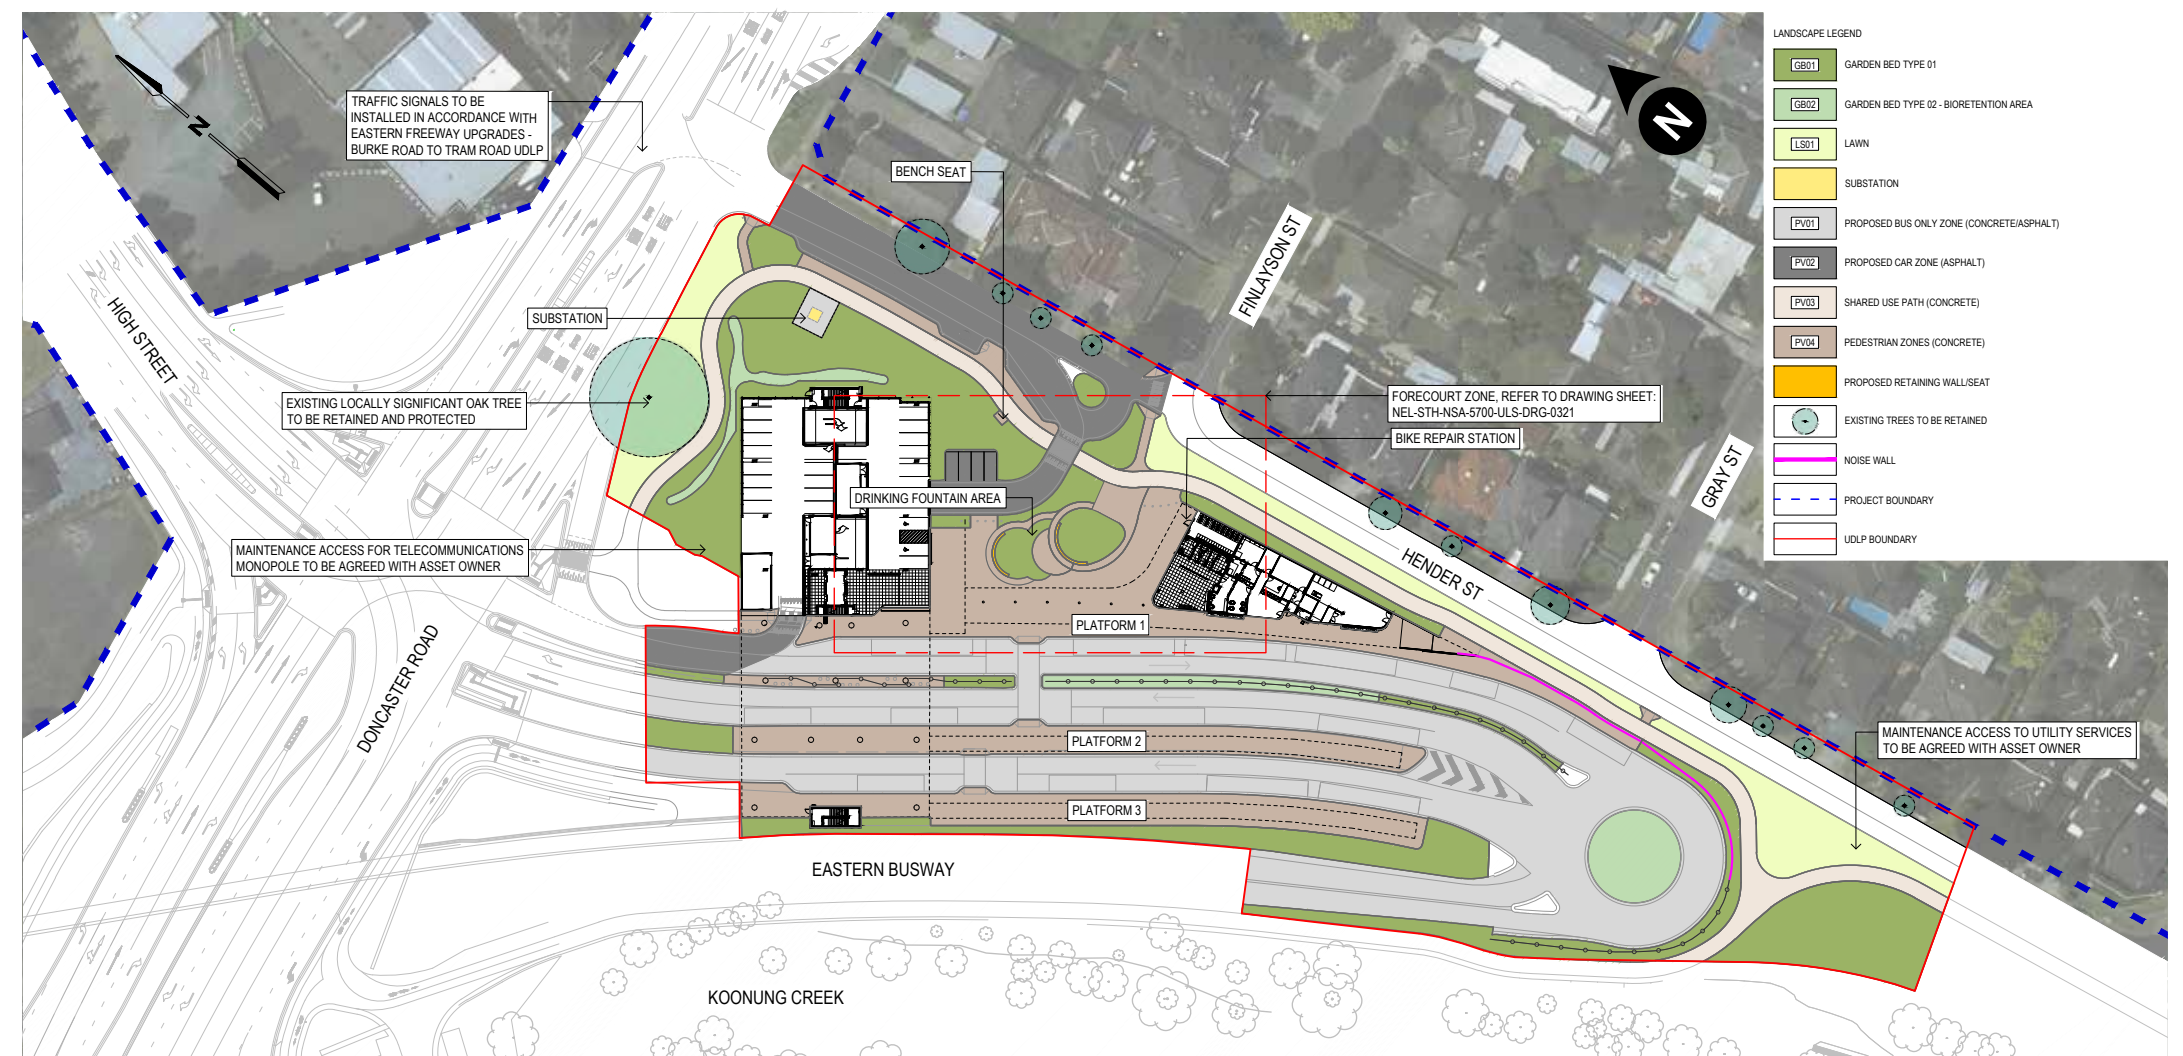 LANDSCAPE LEGEND
GB01 GARDEN BED TYPE 01
GB02 GARDEN BED TYPE 02 - BIORETENTION AREA
LS01 LAWN
SUBSTATION
PV01 PROPOSED BUS ONLY ZONE (CONCRETE/ASPHALT)
PV02 PROPOSED CAR ZONE (ASPHALT)
PV03 SHARED USE PATH (CONCRETE)
PV04 PEDESTRIAN ZONES (CONCRETE)
PROPOSED RETAINING WALL/SEAT
EXISTING TREES TO BE RETAINED
NOISE WALL
PROJECT BOUNDARY
UDLP BOUNDARY
N
N
TRAFFIC SIGNALS TO BE
INSTALLED IN ACCORDANCE WITH
EASTERN FREEWAY UPGRADES -
BURKE ROAD TO TRAM ROAD UDLP
BENCH SEAT
FINLAYSON ST
HIGH STREET
SUBSTATION
EXISTING LOCALLY SIGNIFICANT OAK TREE
TO BE RETAINED AND PROTECTED
FORECOURT ZONE, REFER TO DRAWING SHEET:
NEL-STH-NSA-5700-ULS-DRG-0321
BIKE REPAIR STATION
GRAY ST
DRINKING FOUNTAIN AREA
MAINTENANCE ACCESS FOR TELECOMMUNICATIONS
MONOPOLE TO BE AGREED WITH ASSET OWNER
HENDER ST
PLATFORM 1
DONCASTER ROAD
PLATFORM 2
MAINTENANCE ACCESS TO UTILITY SERVICES
TO BE AGREED WITH ASSET OWNER
PLATFORM 3
EASTERN BUSWAY
KOONUNG CREEK